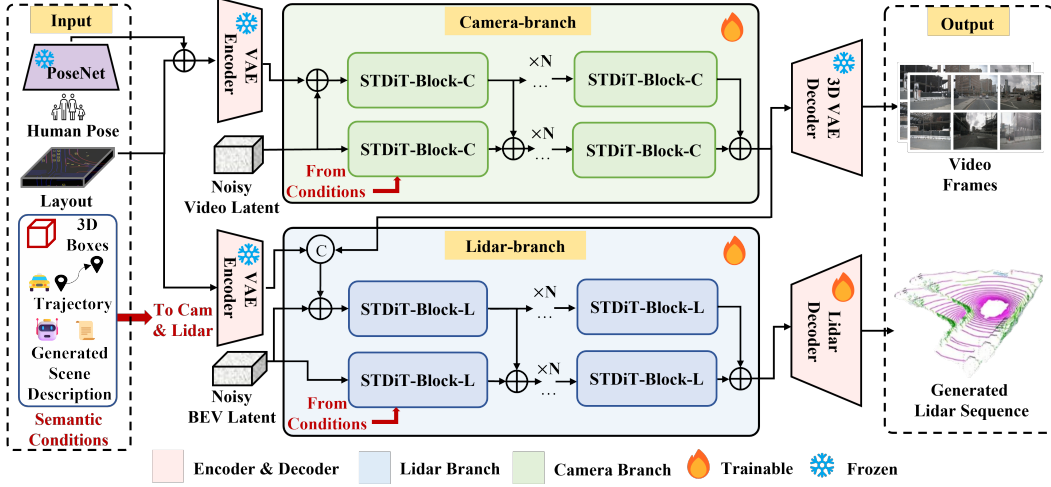 Input
PoseNet
Human Pose
Layout
3D
Boxes
Trajectory
Generated
Scene
Description
Semantic
Conditions
To Cam
& Lidar
VAE
Encoder
Noisy
Video Latent
VAE
Encoder
Noisy
BEV Latent
Camera-branch
STDiT-Block-C
×N
...
STDiT-Block-C
STDiT-Block-C
×N
...
STDiT-Block-C
From
Conditions
Lidar-branch
C
STDiT-Block-L
×N
...
STDiT-Block-L
STDiT-Block-L
×N
...
STDiT-Block-L
From
Conditions
3D VAE
Decoder
Lidar
Decoder
Output
Video
Frames
Generated
Lidar Sequence
Encoder & Decoder
Lidar Branch
Camera Branch
Trainable
Frozen